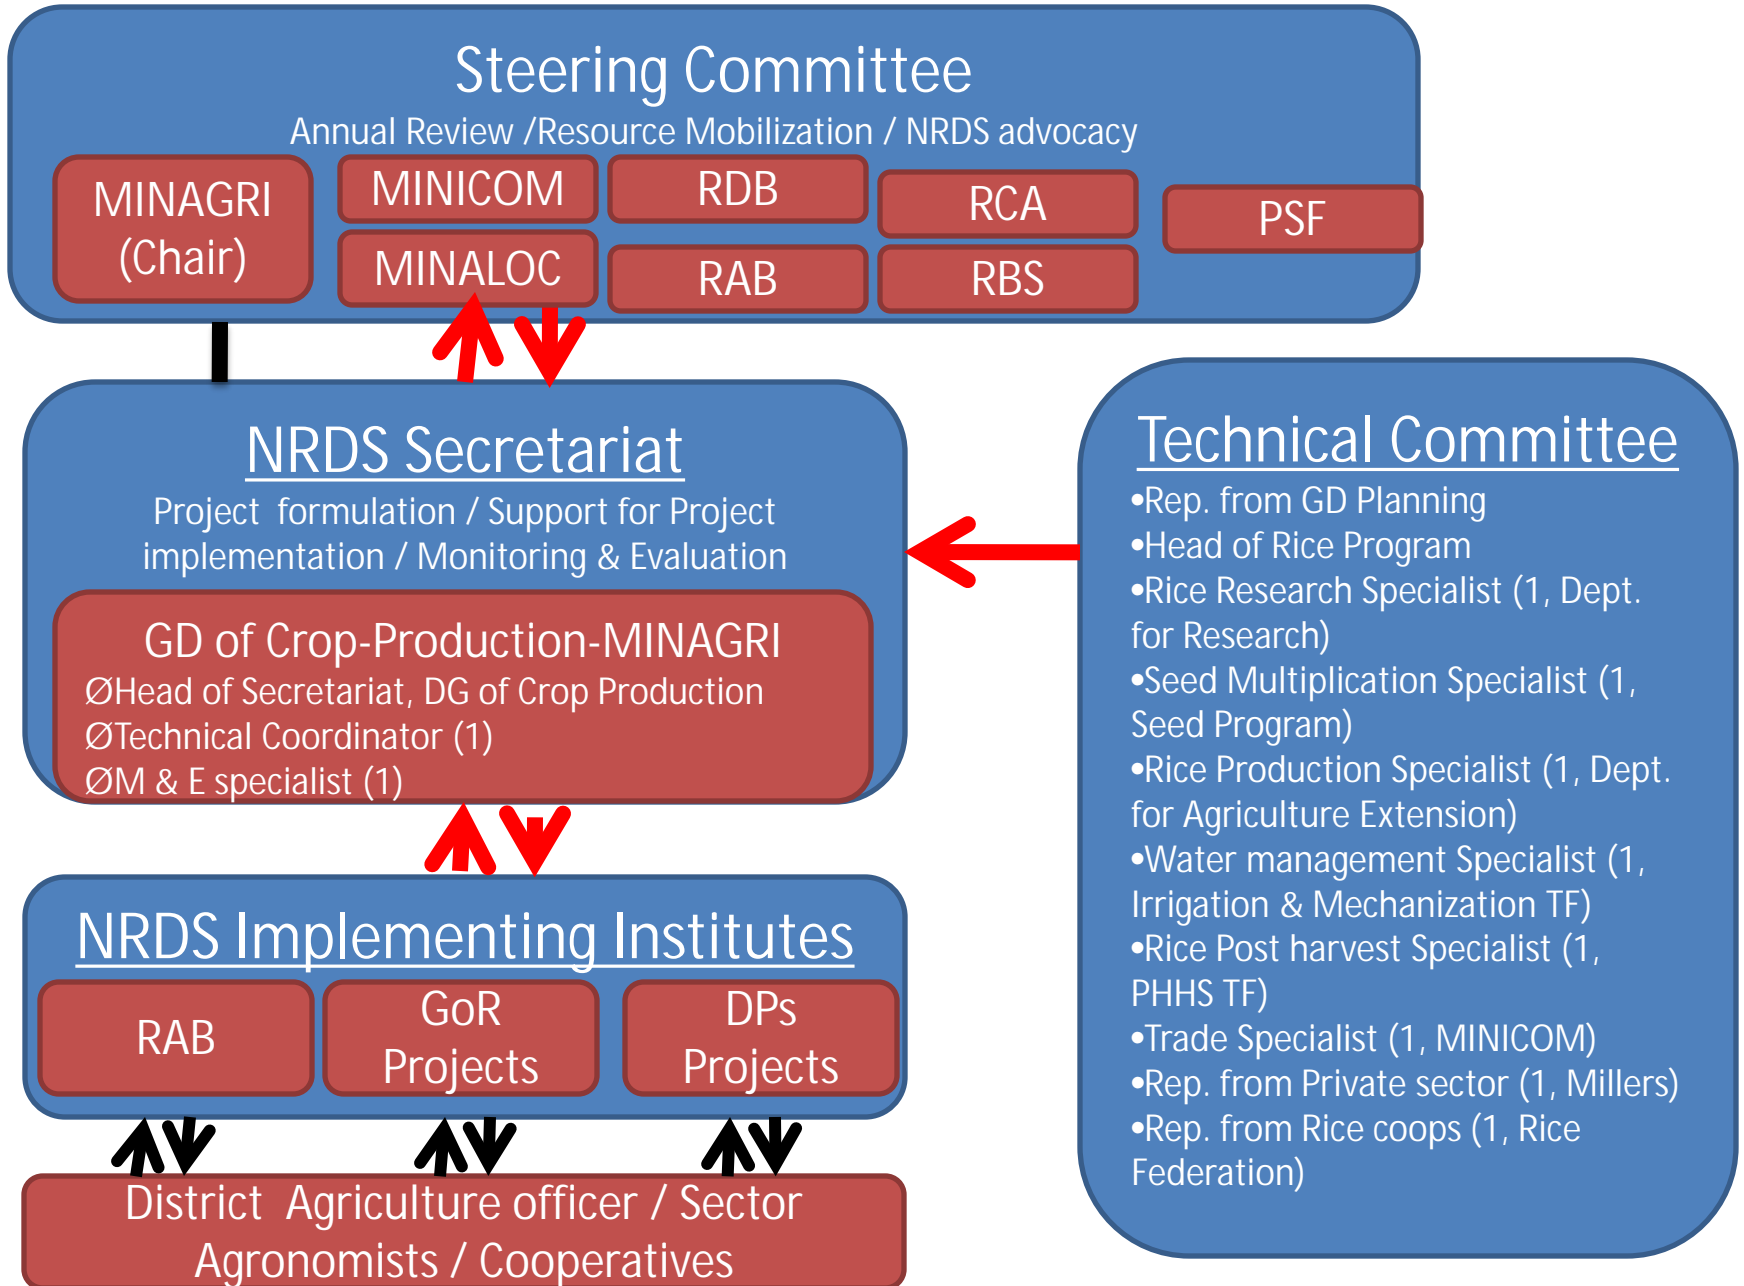 Steering Committee
Annual Review /Resource Mobilization / NRDS advocacy
MINAGRI
(Chair)
MINICOM
MINALOC
RDB
RAB
RCA
RBS
PSF
NRDS Secretariat
Project formulation / Support for Project
implementation / Monitoring & Evaluation
GD of Crop-Production-MINAGRI
ØHead of Secretariat, DG of Crop Production
ØTechnical Coordinator (1)
ØM & E specialist (1)
NRDS Implementing Institutes
RAB
GoR
Projects
DPs
Projects
District Agriculture officer / Sector
Agronomists / Cooperatives
Technical Committee
•Rep. from GD Planning
•Head of Rice Program
•Rice Research Specialist (1, Dept.
for Research)
•Seed Multiplication Specialist (1,
Seed Program)
•Rice Production Specialist (1, Dept.
for Agriculture Extension)
•Water management Specialist (1,
Irrigation & Mechanization TF)
•Rice Post harvest Specialist (1,
PHHS TF)
•Trade Specialist (1, MINICOM)
•Rep. from Private sector (1, Millers)
•Rep. from Rice coops (1, Rice
Federation)